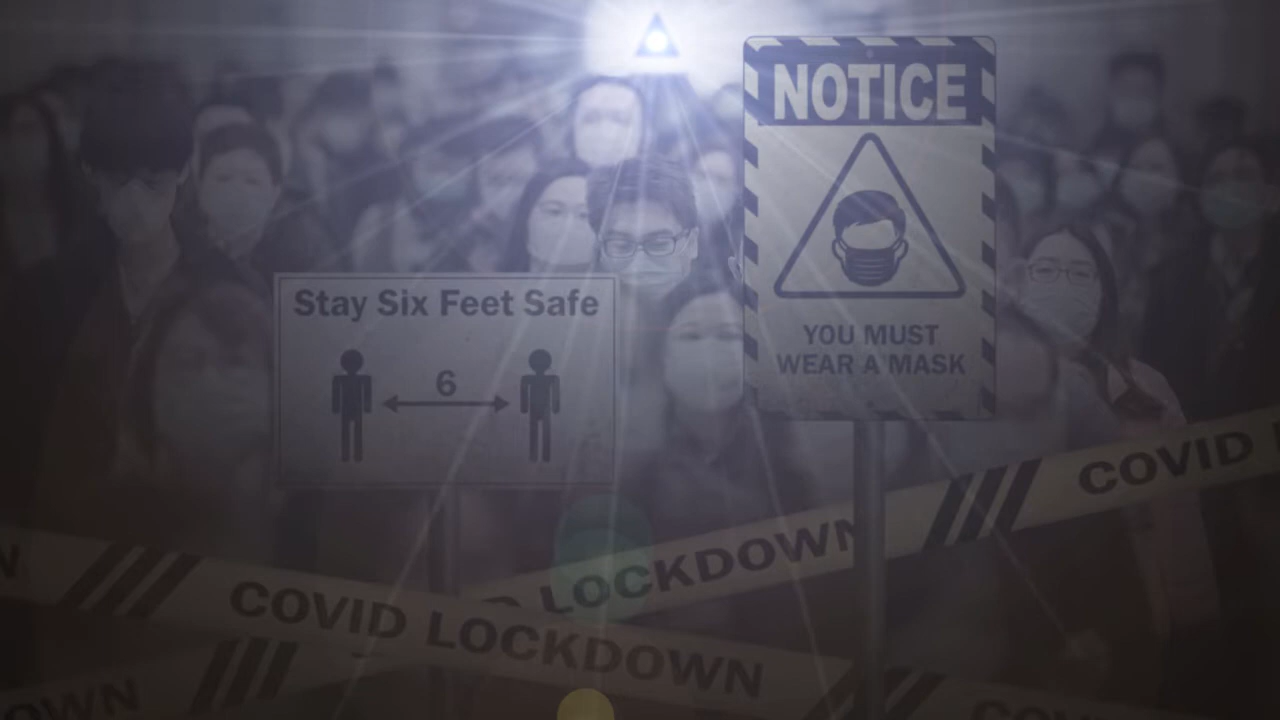 NOTICE
Stay Six Feet Safe
6
YOU MUST
WEAR A MASK
COVID
LOCKDOWN
COVID LOCKDOWN